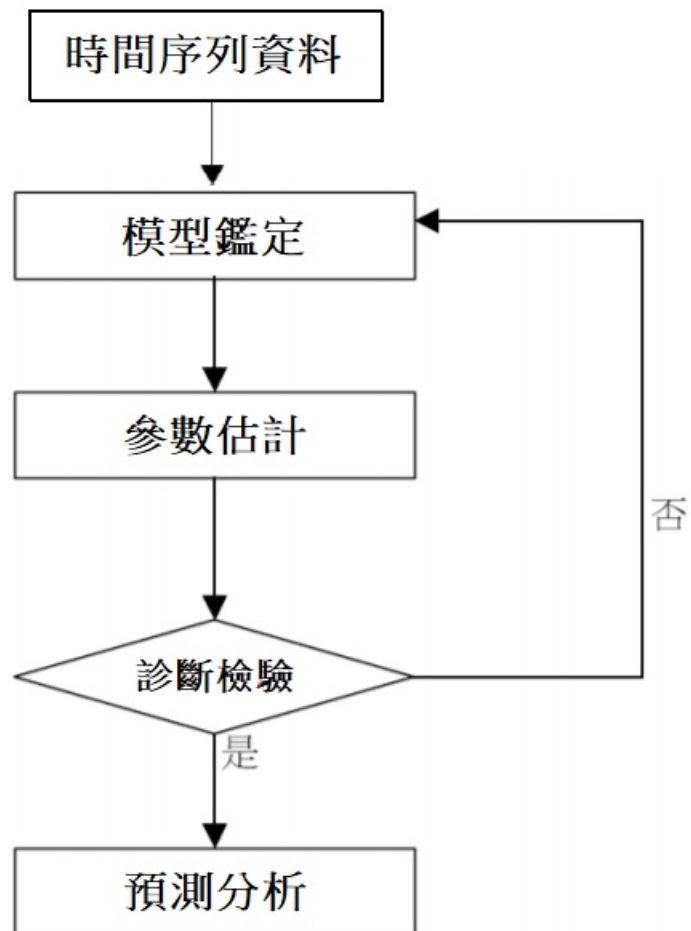 時間序列資料
模型鑑定
參數估計
否
診斷檢驗
是
預測分析